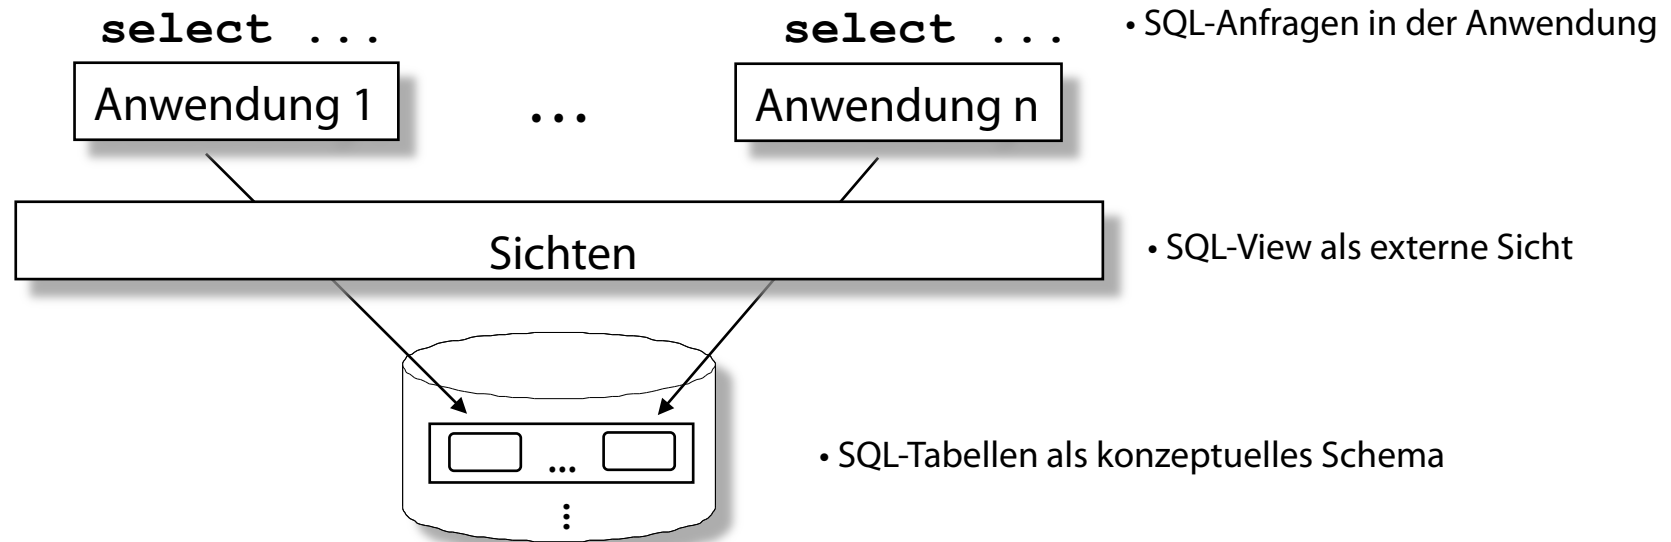 select ...
select ...
• SQL-Anfragen in der Anwendung
Anwendung 1
...
Anwendung n
Sichten
• SQL-View als externe Sicht
...
• SQL-Tabellen als konzeptuelles Schema
...